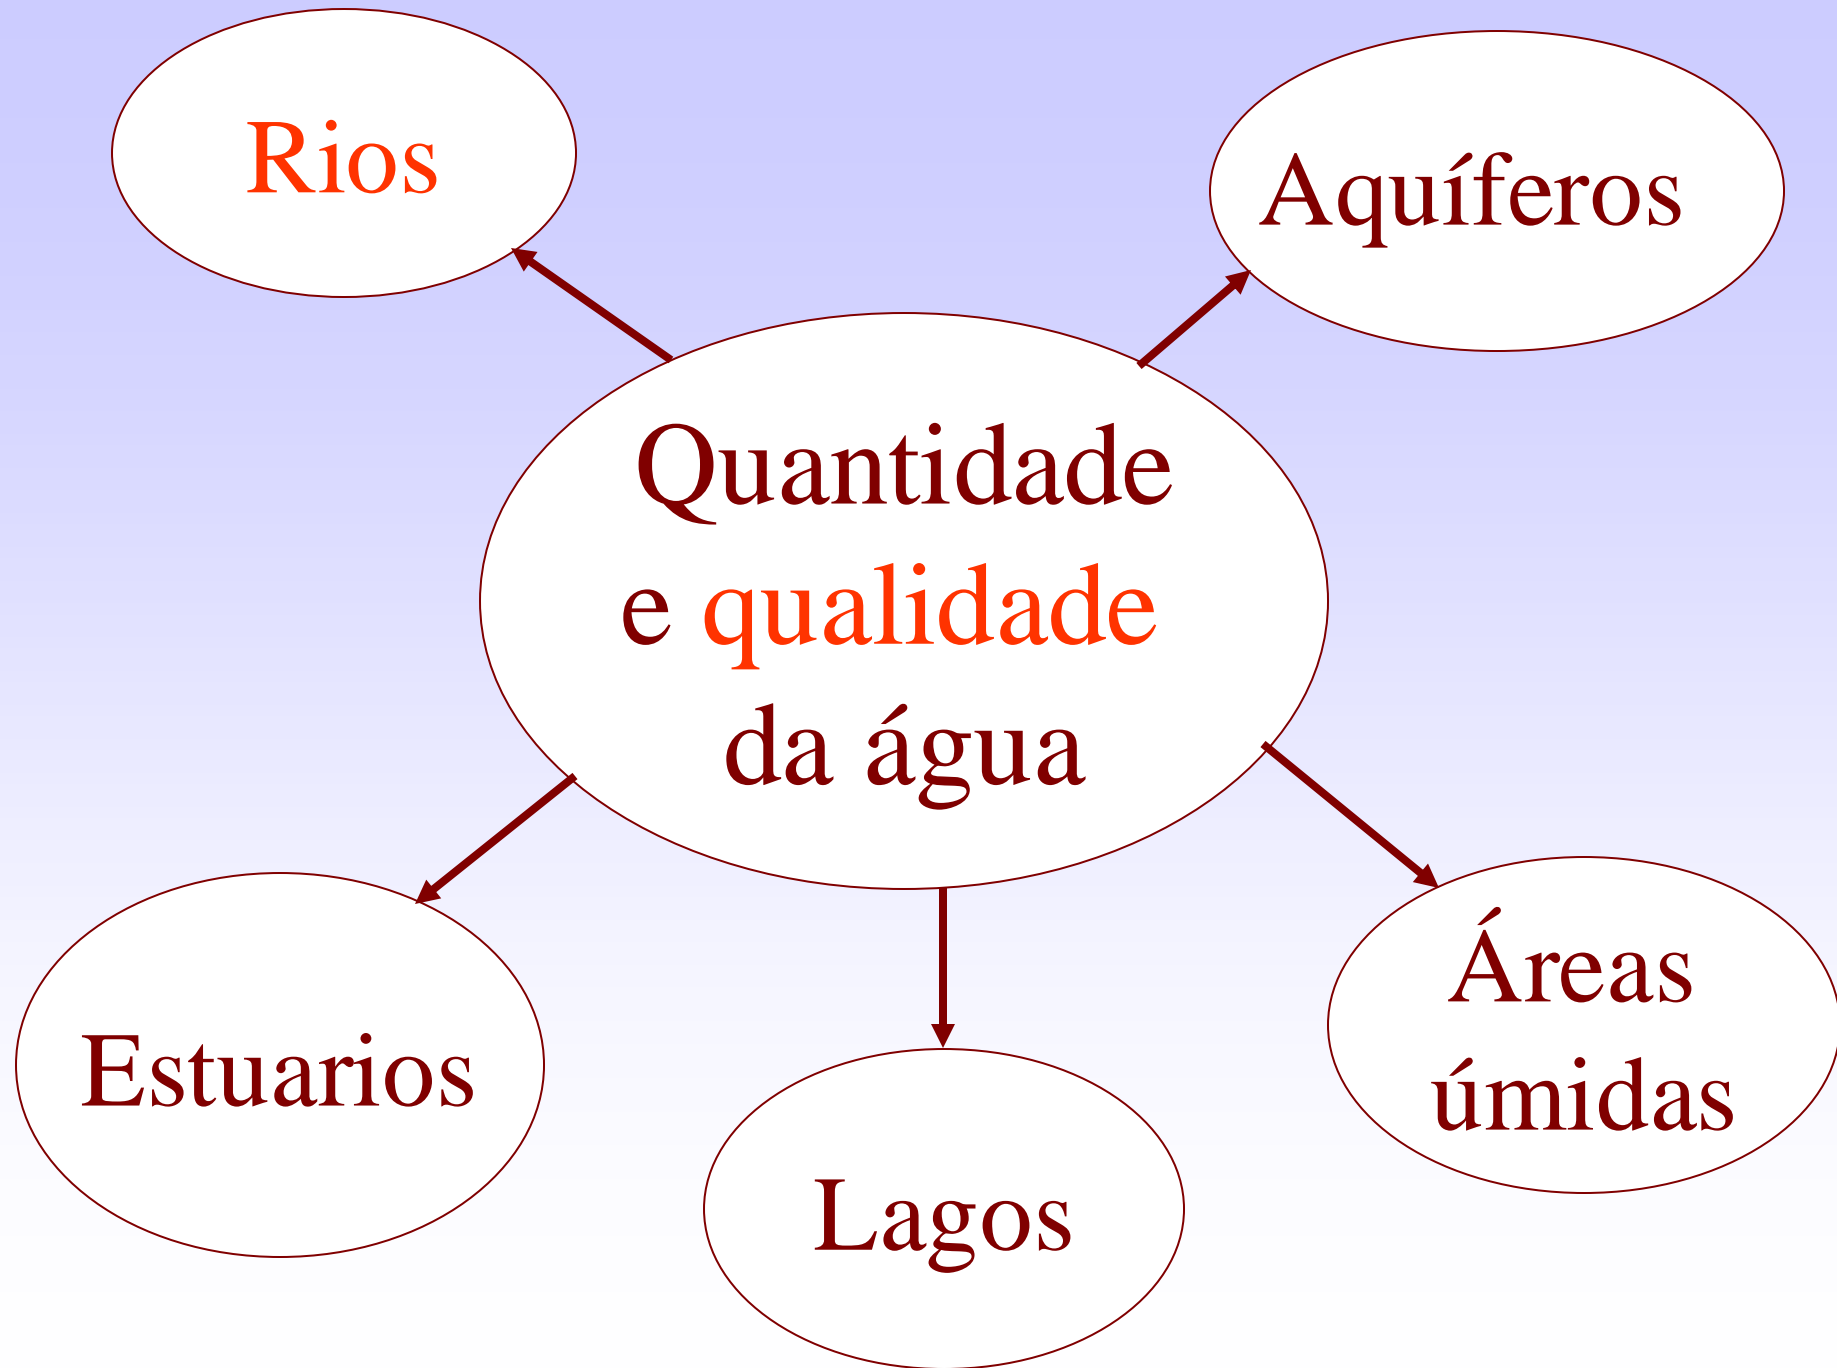 Rios
Aquíferos
Quantidade
e qualidade
da água
Estuarios
Lagos
Áreas
úmidas